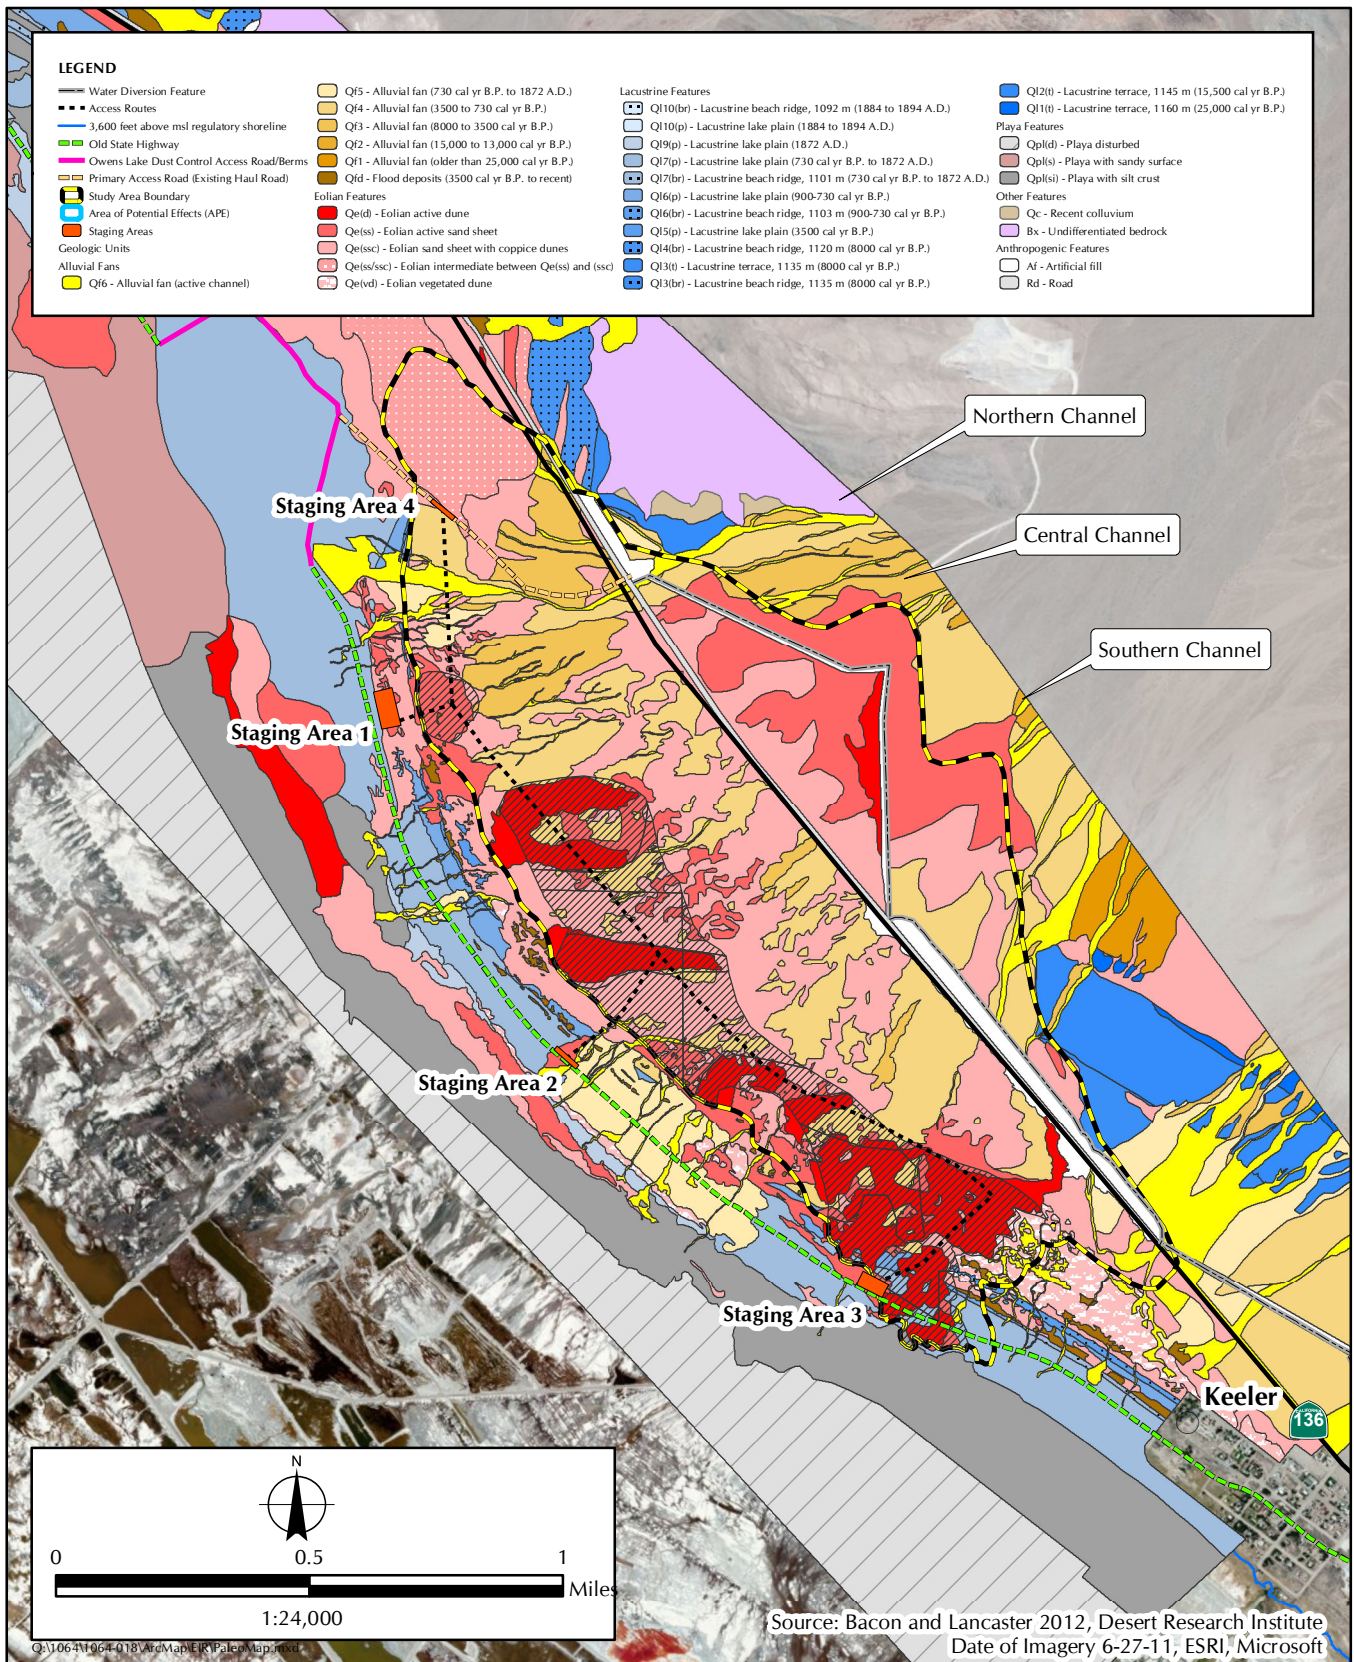 LEGEND
Water Diversion Feature
Access Routes
3,600 feet above msl regulatory shoreline
Old State Highway
Owens Lake Dust Control Access Road/Berms
Primary Access Road (Existing Haul Road)
Study Area Boundary
Area of Potential Effects (APE)
Staging Areas
Geologic Units
Alluvial Fans
Qf6 - Alluvial fan (active channel)
Qf5 - Alluvial fan (730 cal yr B.P. to 1872 A.D.)
Qf4 - Alluvial fan (3500 to 730 cal yr B.P.)
Qf3 - Alluvial fan (8000 to 3500 cal yr B.P.)
Qf2 - Alluvial fan (15,000 to 13,000 cal yr B.P.)
Qf1 - Alluvial fan (older than 25,000 cal yr B.P.)
Qfd - Flood deposits (3500 cal yr B.P. to recent)
Eolian Features
Qe(d) - Eolian active dune
Qe(ss) - Eolian active sand sheet
Qe(ssc) - Eolian sand sheet with coppice dunes
Qe(ss/ssc) - Eolian intermediate between Qe(ss) and (ssc)
Qe(vd) - Eolian vegetated dune
Lacustrine Features
Ql10(br) - Lacustrine beach ridge, 1092 m (1884 to 1894 A.D.)
Ql10(p) - Lacustrine lake plain (1884 to 1894 A.D.)
Ql9(p) - Lacustrine lake plain (1872 A.D.)
Ql7(p) - Lacustrine lake plain (730 cal yr B.P. to 1872 A.D.)
Ql7(br) - Lacustrine beach ridge, 1101 m (730 cal yr B.P. to 1872 A.D.)
Ql6(p) - Lacustrine lake plain (900-730 cal yr B.P.)
Ql6(br) - Lacustrine beach ridge, 1103 m (900-730 cal yr B.P.)
Ql5(p) - Lacustrine lake plain (3500 cal yr B.P.)
Ql4(br) - Lacustrine beach ridge, 1120 m (8000 cal yr B.P.)
Ql3(t) - Lacustrine terrace, 1135 m (8000 cal yr B.P.)
Ql3(br) - Lacustrine beach ridge, 1135 m (8000 cal yr B.P.)
Ql2(t) - Lacustrine terrace, 1145 m (15,500 cal yr B.P.)
Ql1(t) - Lacustrine terrace, 1160 m (25,000 cal yr B.P.)
Playa Features
Qpl(d) - Playa disturbed
Qpl(s) - Playa with sandy surface
Qpl(si) - Playa with silt crust
Other Features
Qc - Recent colluvium
Bx - Undifferentiated bedrock
Anthropogenic Features
Af - Artificial fill
Rd - Road
Northern Channel
Staging Area 4
Central Channel
Southern Channel
Staging Area 1
Staging Area 2
Staging Area 3
Keeler
CALIFORNIA
136
N
0 0.5 1
Miles
1:24,000
Source: Bacon and Lancaster 2012, Desert Research Institute
Date of Imagery 6-27-11, ESRI, Microsoft
Q:\1064\1064-018\ArcMap\EIR\PaleoMap.mxd